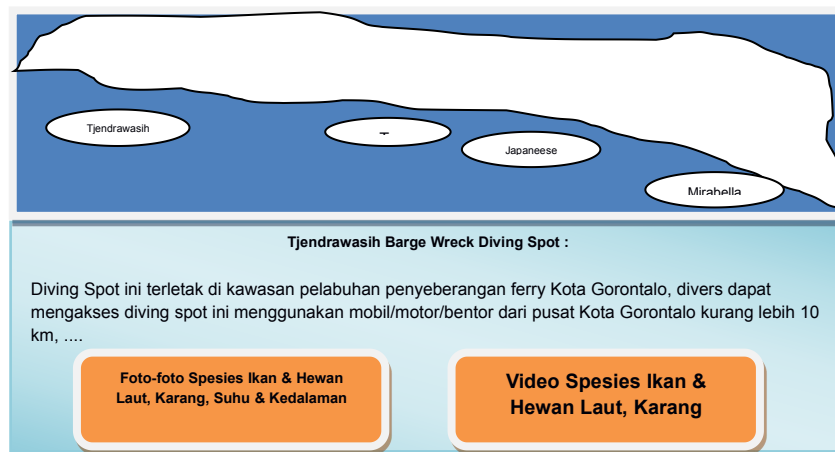 Tjendrawasih
Japaneese
Mirabella
Tjendrawasih Barge Wreck Diving Spot :
Diving Spot ini terletak di kawasan pelabuhan penyeberangan ferry Kota Gorontalo, divers dapat
mengakses diving spot ini menggunakan mobil/motor/bentor dari pusat Kota Gorontalo kurang lebih 10
km, ....
Foto-foto Spesies Ikan & Hewan
Laut, Karang, Suhu & Kedalaman
Video Spesies Ikan &
Hewan Laut, Karang